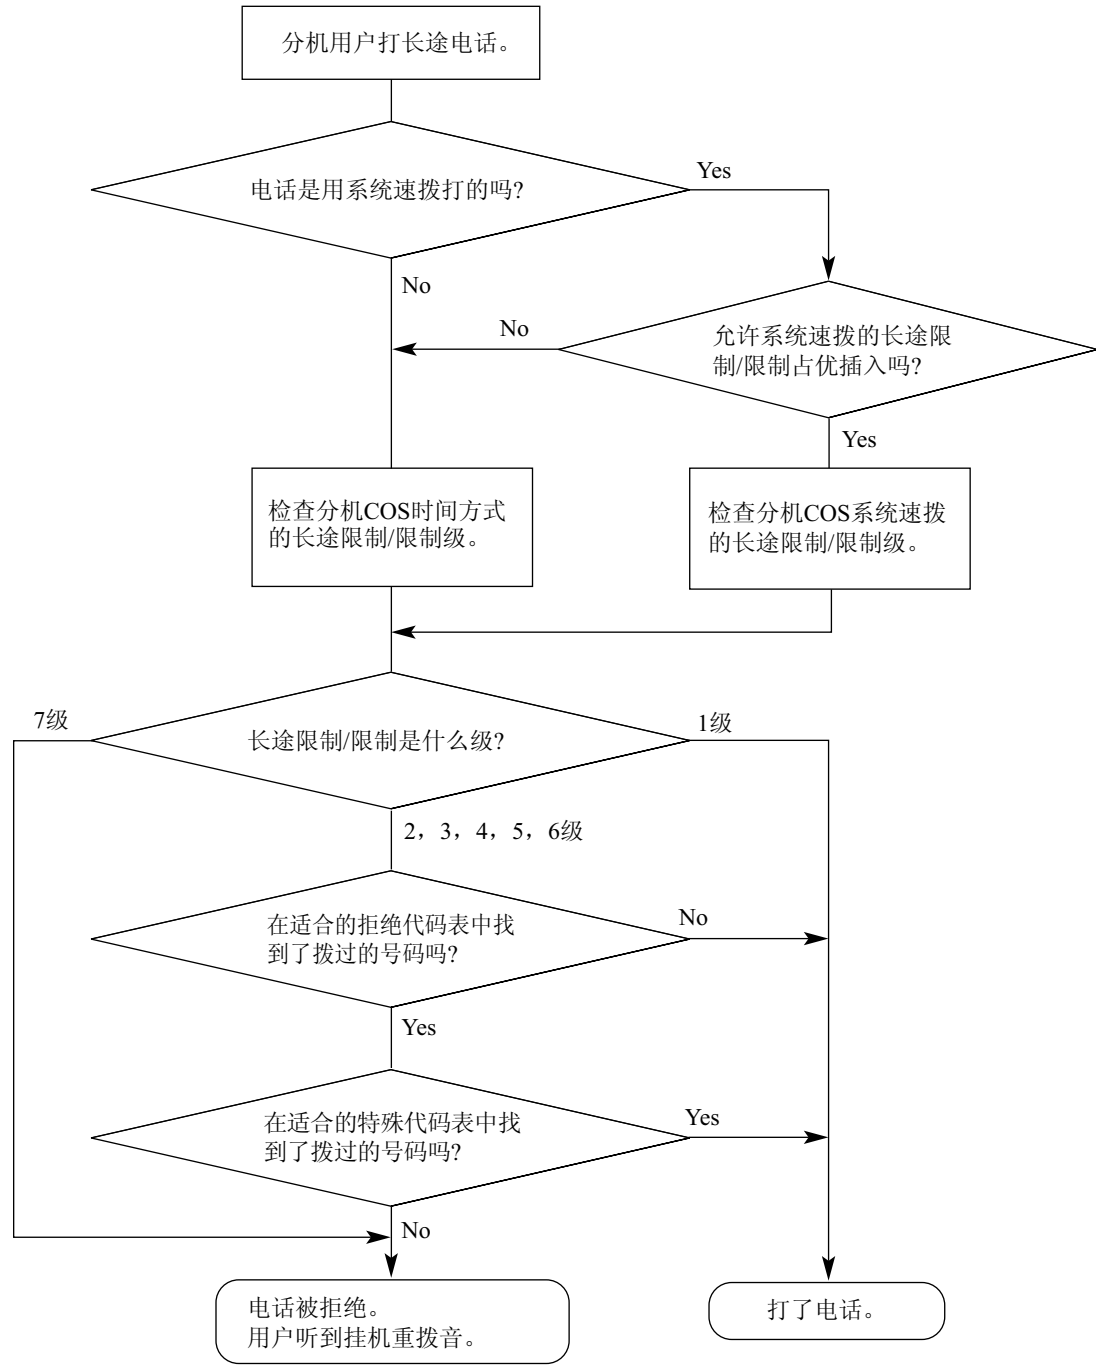 分机用户打长途电话。
电话是用系统速拨打的吗?
Yes
No
No
允许系统速拨的长途限
制/限制占优插入吗?
Yes
检查分机COS时间方式
的长途限制/限制级。
检查分机COS系统速拨
的长途限制/限制级。
7级
长途限制/限制是什么级?
1级
2，3，4，5，6级
在适合的拒绝代码表中找
到了拨过的号码吗?
No
Yes
在适合的特殊代码表中找
到了拨过的号码吗?
Yes
No
电话被拒绝。
用户听到挂机重拨音。
打了电话。